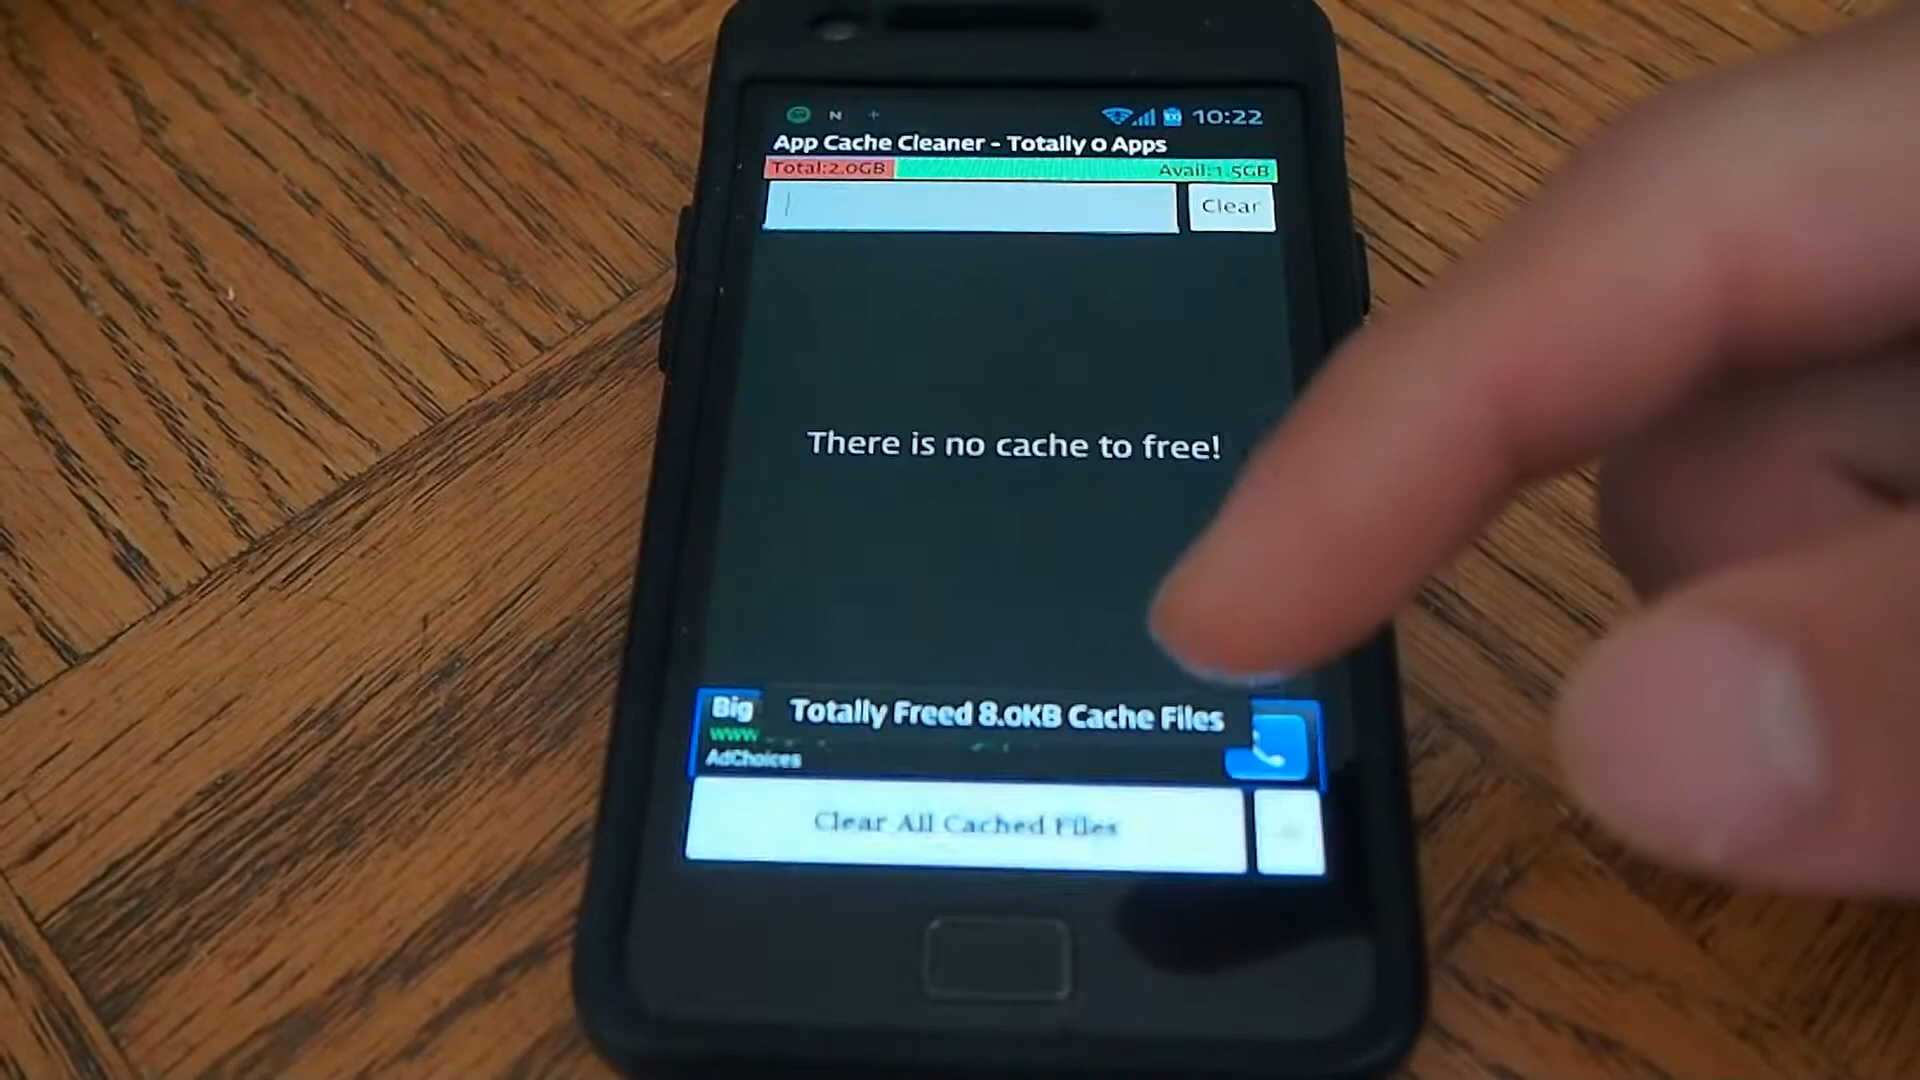 N 10:22
App Cache Cleaner - Totally 0 Apps
Total:2.0GB Avail:1.5GB
Clear
There is no cache to free!
Big
Totally Freed 8.0KB Cache Files
www
AdChoices
Clear All Cached Files